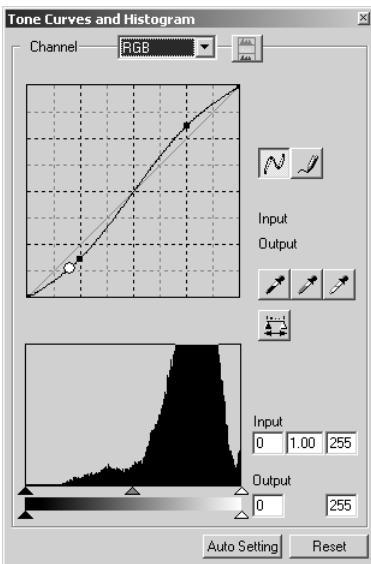 Tone Curves and Histogram
Channel RGB
Input
Output
Input
0 1.00 255
Output
0 255
Auto Setting Reset